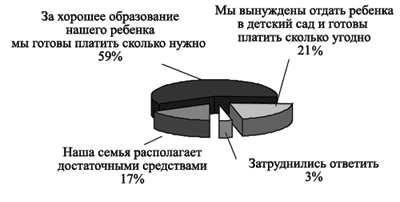 За хорошее образование
нашего ребенка
мы готовы платить сколько нужно
59%
Мы вынуждены отдать ребенка
в детский сад и готовы
платить сколько угодно
21%
Наша семья располагает
достаточными средствами
17%
Затруднились ответить
3%